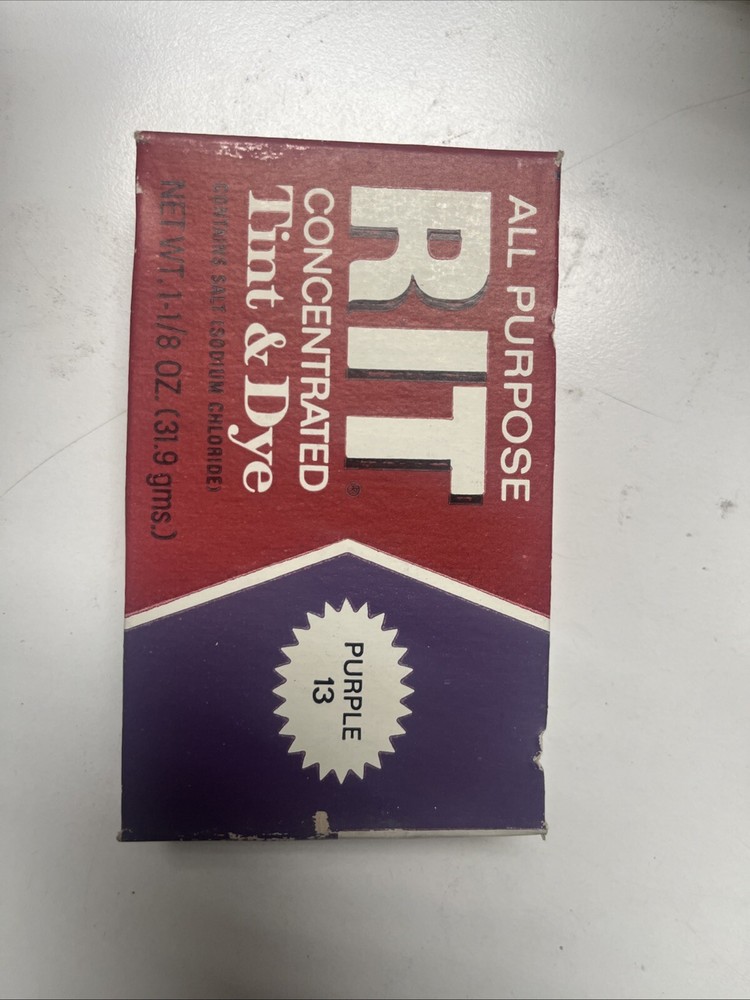 ALL PURPOSE
RIT®
CONCENTRATED
Tint & Dye
CONTAINS SALT (SODIUM CHLORIDE)
NET WT. 1-1/8 OZ. (31.9 gms.)
PURPLE
13